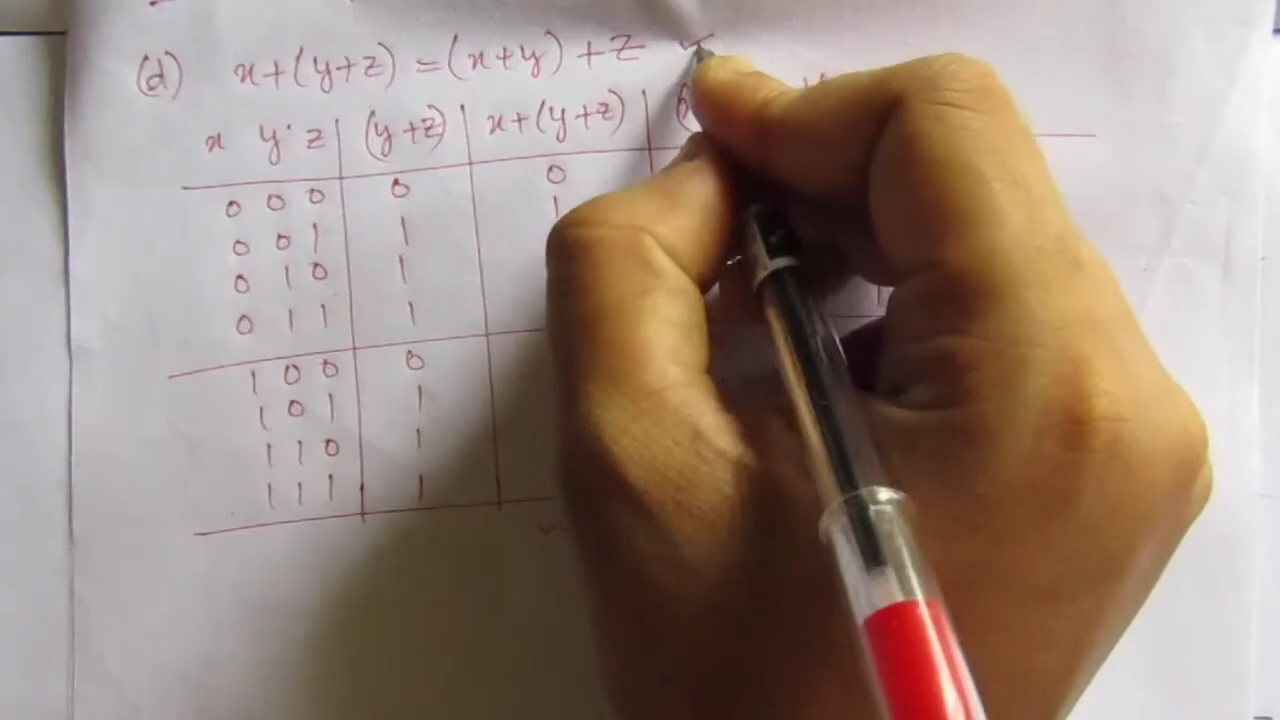 (d) x+(y+z) = (x+y) +z
x y z (y+z) x+(y+z)
0 0 0 0 0
0 0 1 1 1
0 1 0 1
0 1 1 1
1 0 0 0
1 0 1 1
1 1 0 1
1 1 1 1